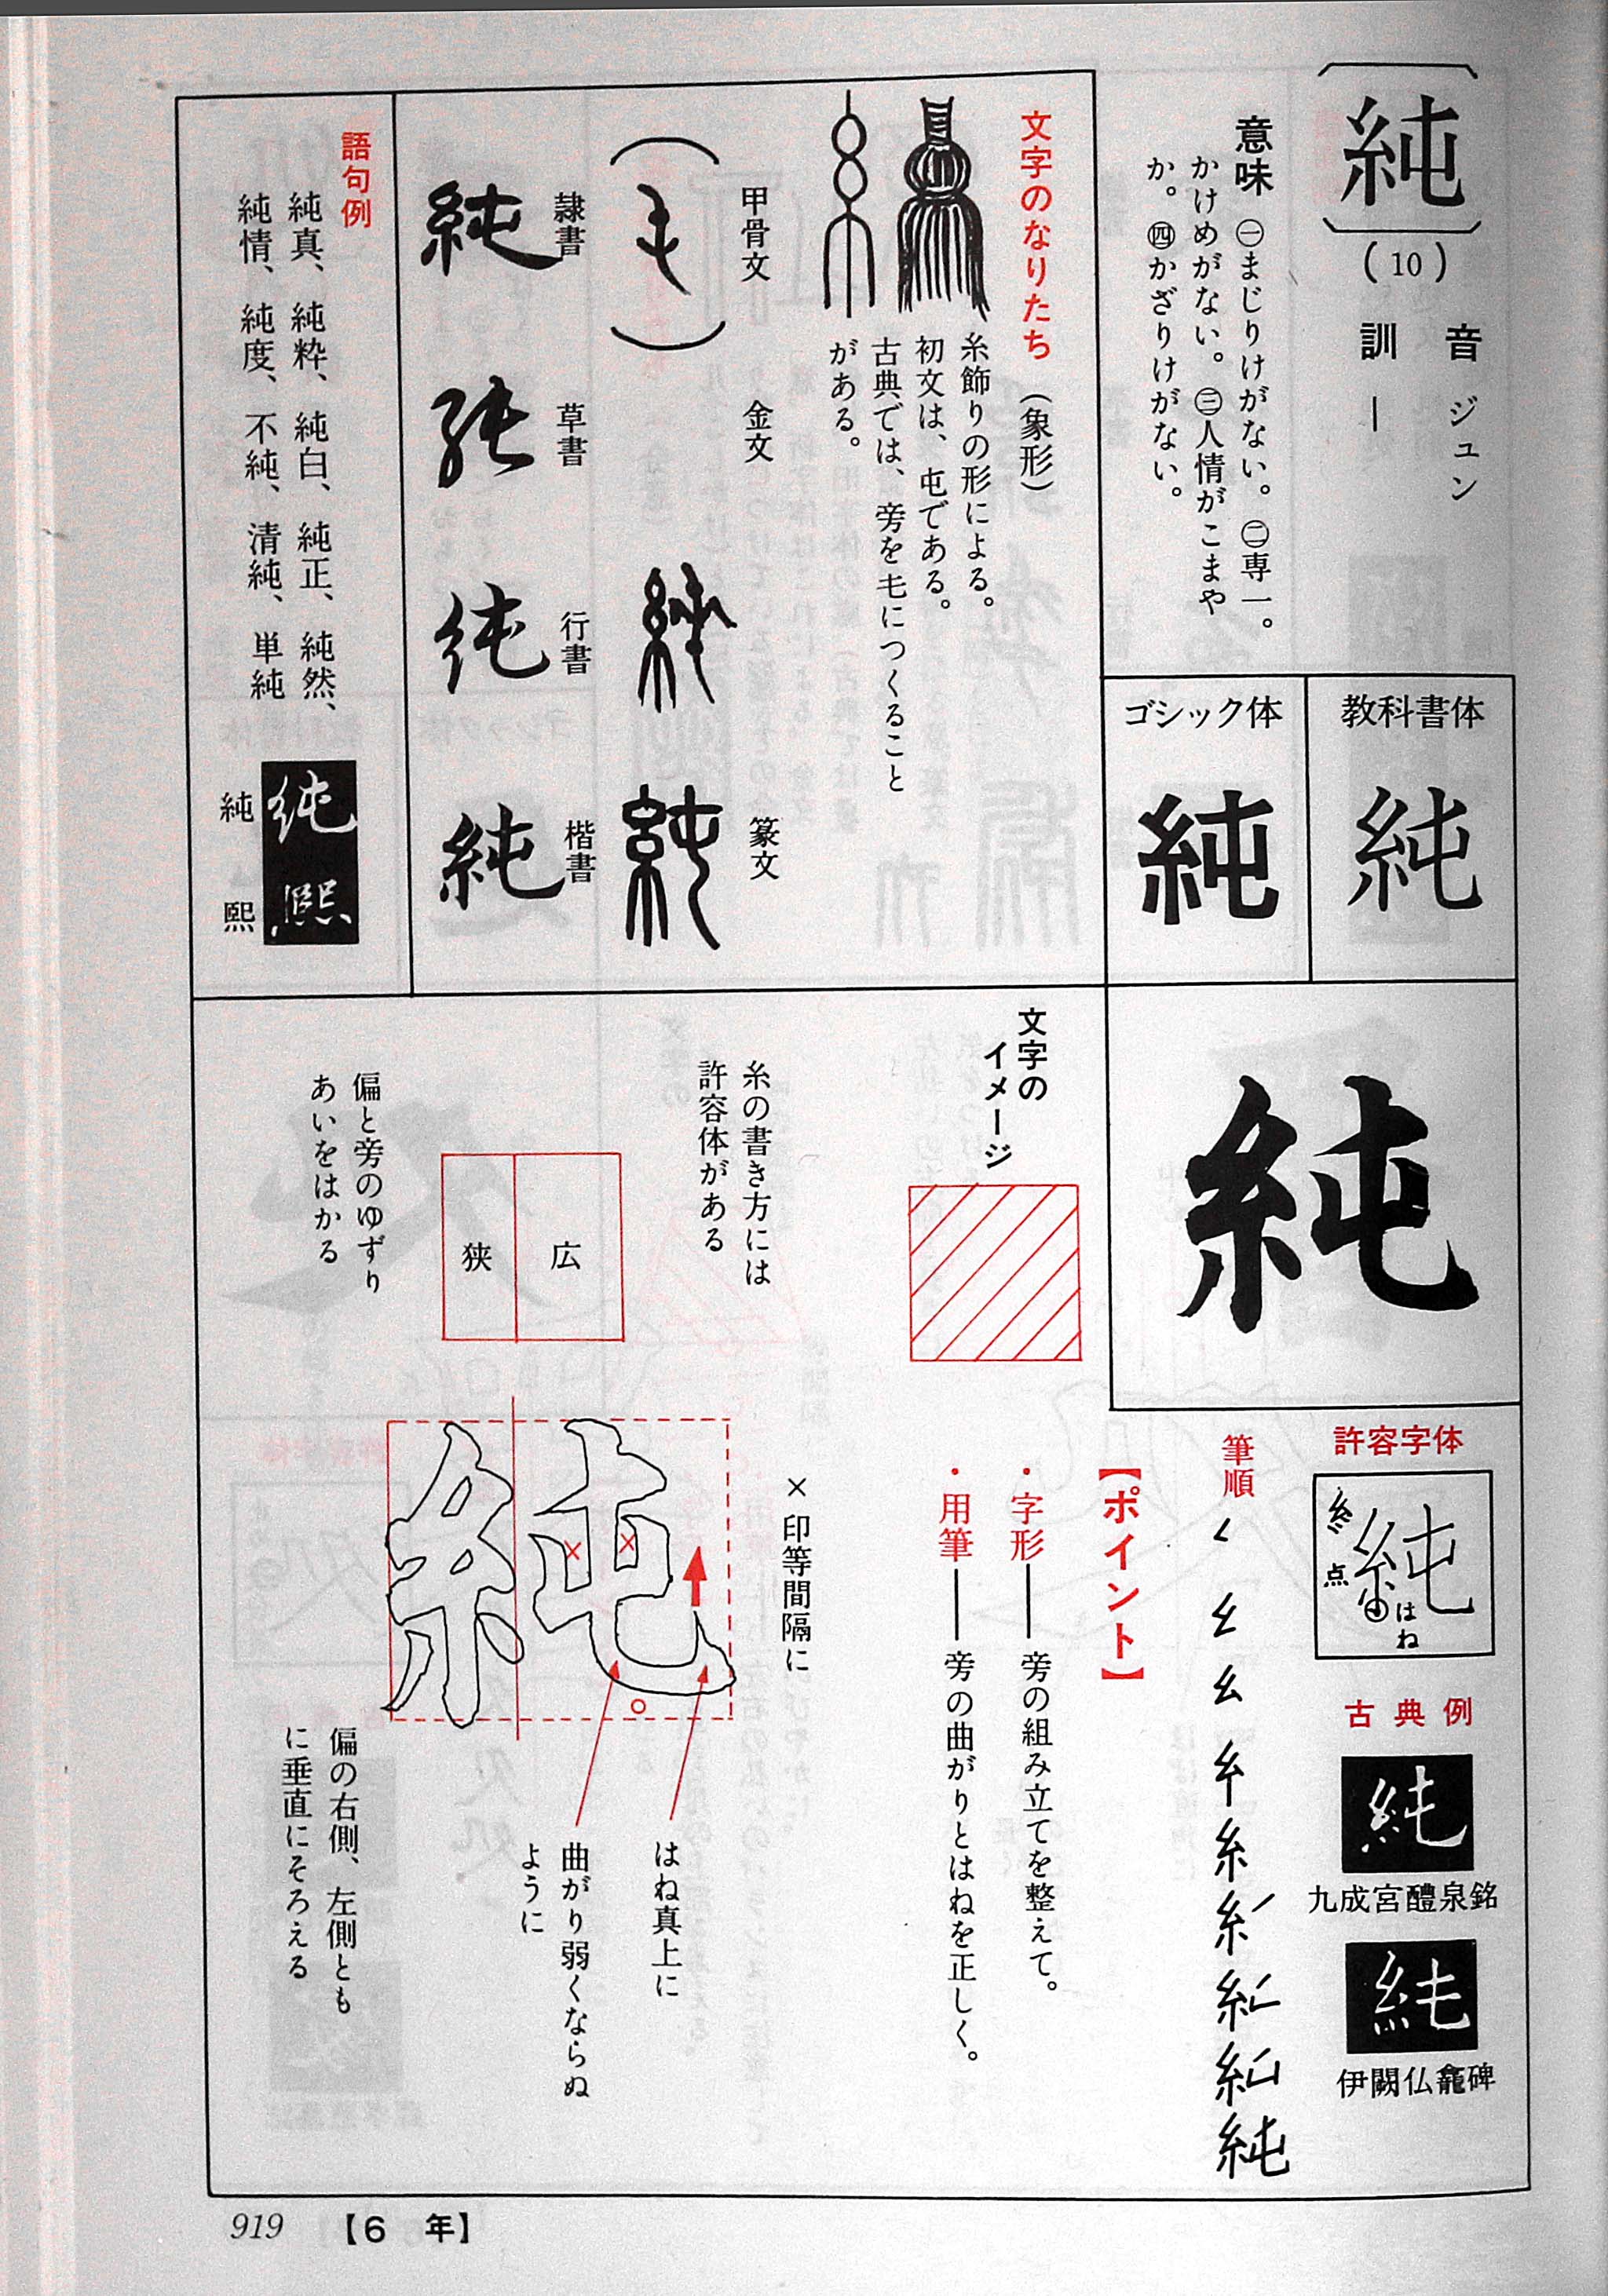 純
(10)
音 ジュン
訓 ―
意味 ㊀まじりけがない。㊁専一。
かけめがない。㊂人情がこまや
か。㊃かざりけがない。
教科書体
純
ゴシック体
純
純
文字のなりたち（象形）
糸飾りの形による。
初文は、屯である。
古典では、旁を乇につくること
がある。
甲骨文
金文
篆文
隷書
純
草書
純
行書
純
楷書
純
語句例
純真、純粋、純白、純正、純然、
純情、純度、不純、清純、単純
純熙
純熙
許容字体
純
糸
点
はね
古典例
純
九成宮醴泉銘
純
伊闕仏龕碑
筆順
純
【ポイント】
・字形―旁の組み立てを整えて。
・用筆―旁の曲がりとはねを正しく。
文字の
イメージ
糸の書き方には
許容体がある
狭
広
偏と旁のゆずり
あいをはかる
×印等間隔に
はね真上に
曲がり弱くならぬ
ように
偏の右側、左側とも
に垂直にそろえる
919 【6 年】